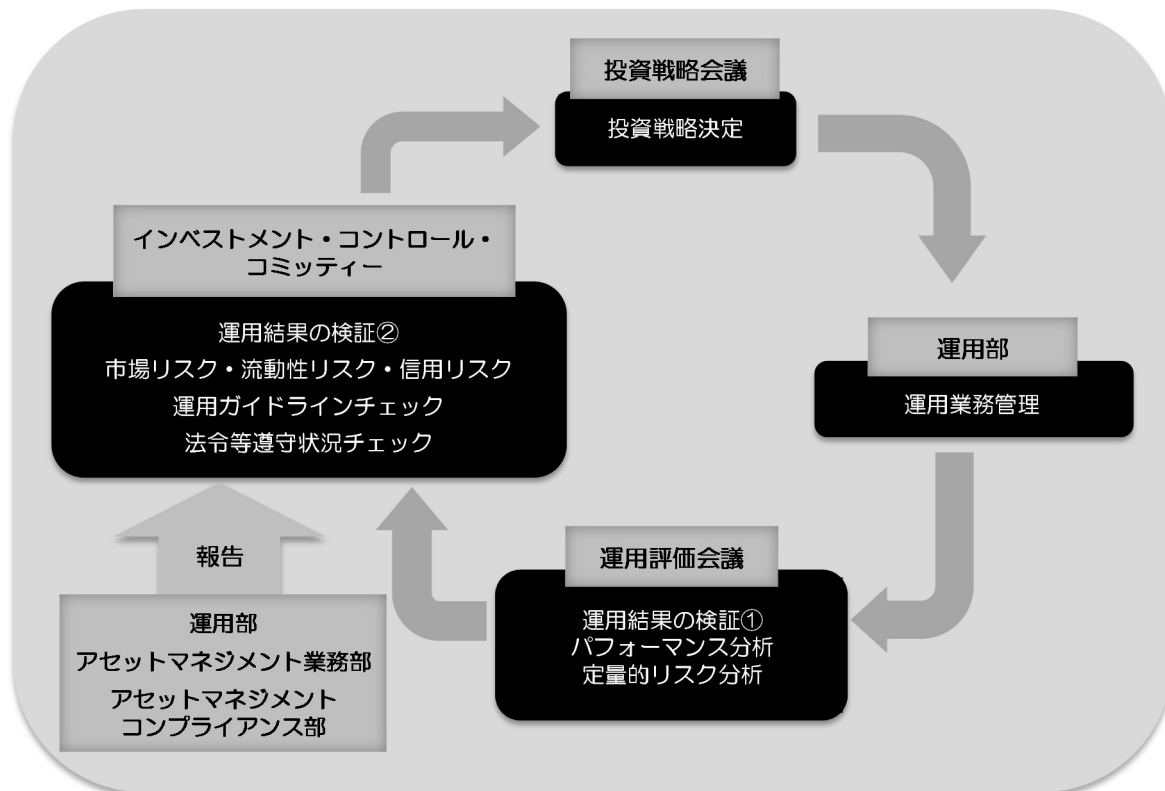 投資戦略会議
投資戦略決定
運用部
運用業務管理
運用評価会議
運用結果の検証①
パフォーマンス分析
定量的リスク分析
インベストメント・コントロール・
コミッティー
運用結果の検証②
市場リスク・流動性リスク・信用リスク
運用ガイドラインチェック
法令等遵守状況チェック
報告
運用部
アセットマネジメント業務部
アセットマネジメント
コンプライアンス部